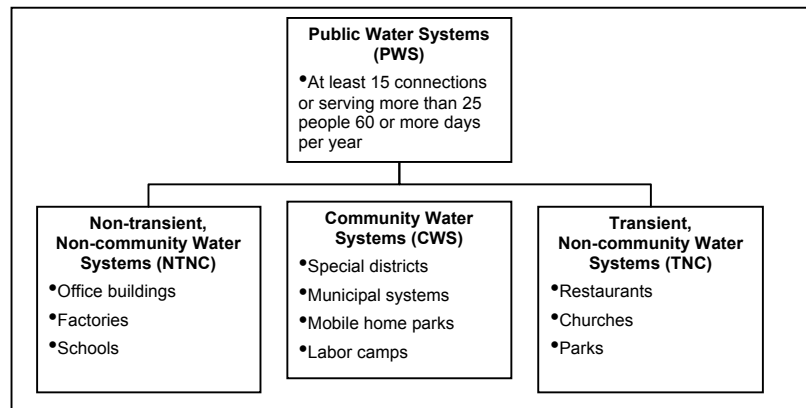 Public Water Systems
(PWS)
•At least 15 connections
or serving more than 25
people 60 or more days
per year
Non-transient,
Non-community Water
Systems (NTNC)
•Office buildings
•Factories
•Schools
Community Water
Systems (CWS)
•Special districts
•Municipal systems
•Mobile home parks
•Labor camps
Transient,
Non-community Water
Systems (TNC)
•Restaurants
•Churches
•Parks